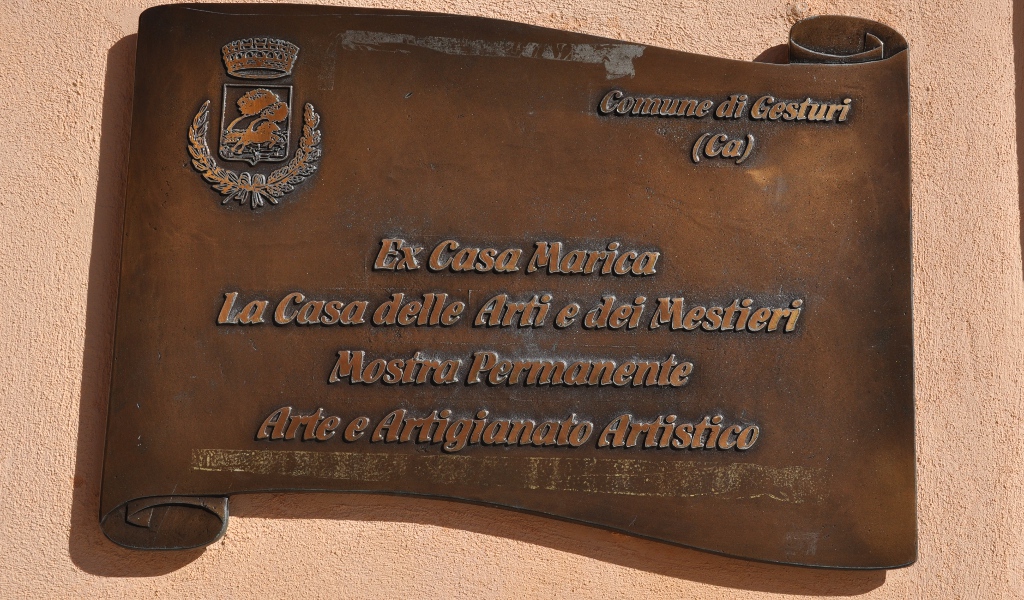 Comune di Gesturi
(Ca)
Ex Casa Marica
La Casa delle Arti e dei Mestieri
Mostra Permanente
Arte e Artigianato Artistico